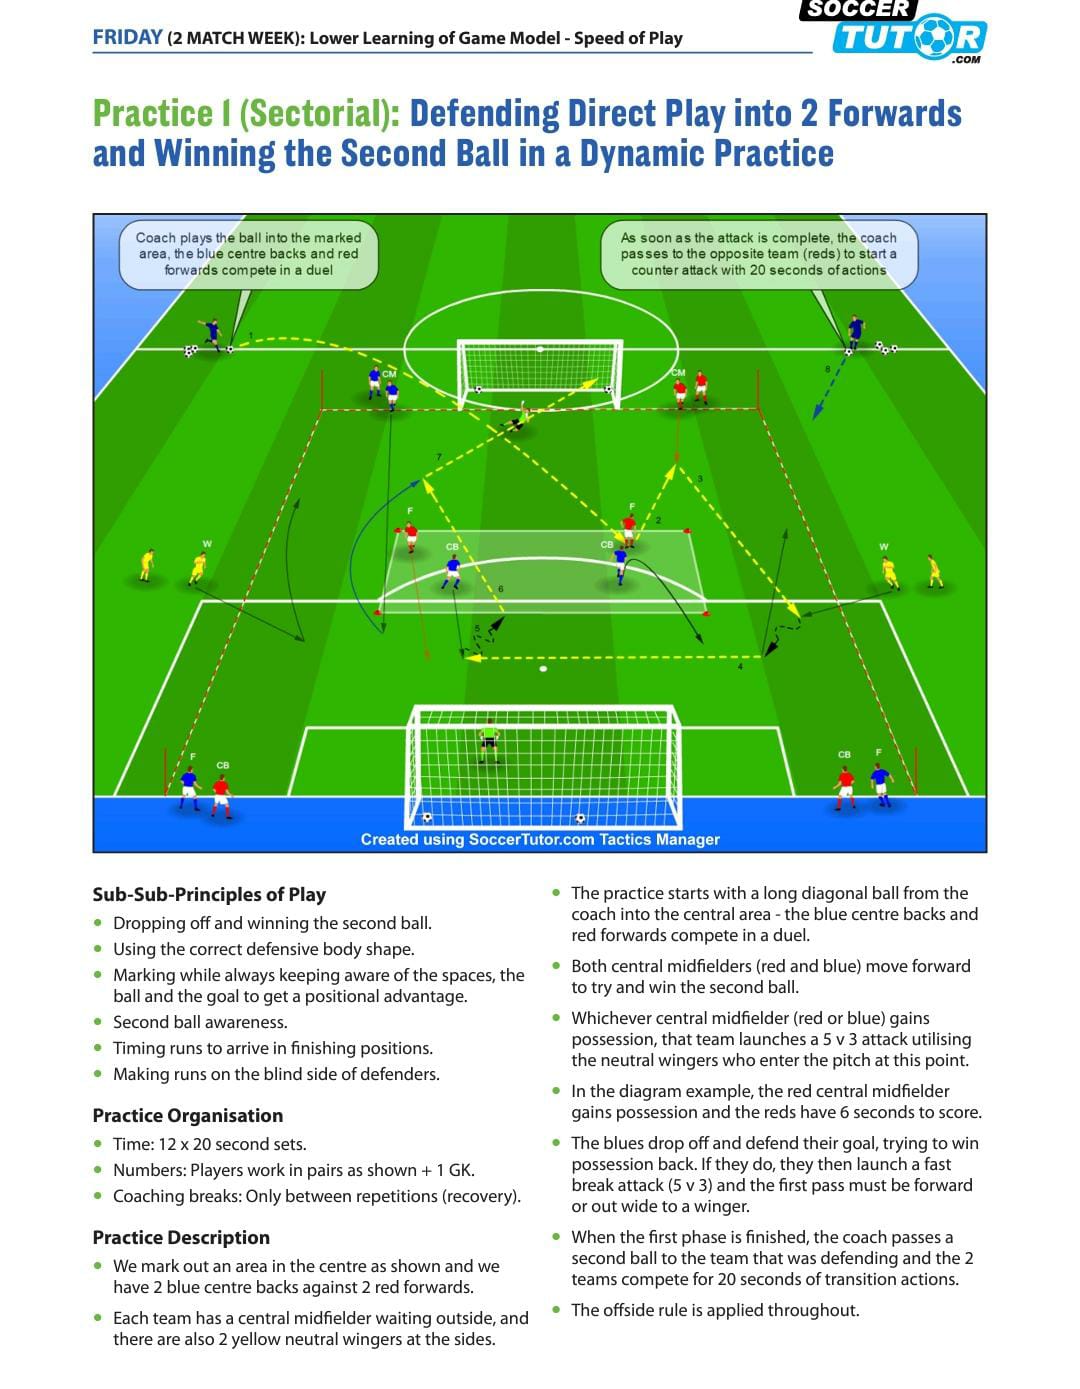 SOCCER
TUTOR
.COM
FRIDAY (2 MATCH WEEK): Lower Learning of Game Model - Speed of Play
Practice 1 (Sectorial): Defending Direct Play into 2 Forwards
and Winning the Second Ball in a Dynamic Practice
Coach plays the ball into the marked
area, the blue centre backs and red
forwards compete in a duel
As soon as the attack is complete, the coach
passes to the opposite team (reds) to start a
counter attack with 20 seconds of actions
1
8
CM
CM
7
3
F
F
2
CB
CB
W
W
6
5
4
F
CB
CB
F
Created using SoccerTutor.com Tactics Manager
Sub-Sub-Principles of Play
• Dropping off and winning the second ball.
• Using the correct defensive body shape.
• Marking while always keeping aware of the spaces, the
ball and the goal to get a positional advantage.
• Second ball awareness.
• Timing runs to arrive in finishing positions.
• Making runs on the blind side of defenders.
Practice Organisation
• Time: 12 x 20 second sets.
• Numbers: Players work in pairs as shown + 1 GK.
• Coaching breaks: Only between repetitions (recovery).
Practice Description
• We mark out an area in the centre as shown and we
have 2 blue centre backs against 2 red forwards.
• Each team has a central midfielder waiting outside, and
there are also 2 yellow neutral wingers at the sides.
• The practice starts with a long diagonal ball from the
coach into the central area - the blue centre backs and
red forwards compete in a duel.
• Both central midfielders (red and blue) move forward
to try and win the second ball.
• Whichever central midfielder (red or blue) gains
possession, that team launches a 5 v 3 attack utilising
the neutral wingers who enter the pitch at this point.
• In the diagram example, the red central midfielder
gains possession and the reds have 6 seconds to score.
• The blues drop off and defend their goal, trying to win
possession back. If they do, they then launch a fast
break attack (5 v 3) and the first pass must be forward
or out wide to a winger.
• When the first phase is finished, the coach passes a
second ball to the team that was defending and the 2
teams compete for 20 seconds of transition actions.
• The offside rule is applied throughout.